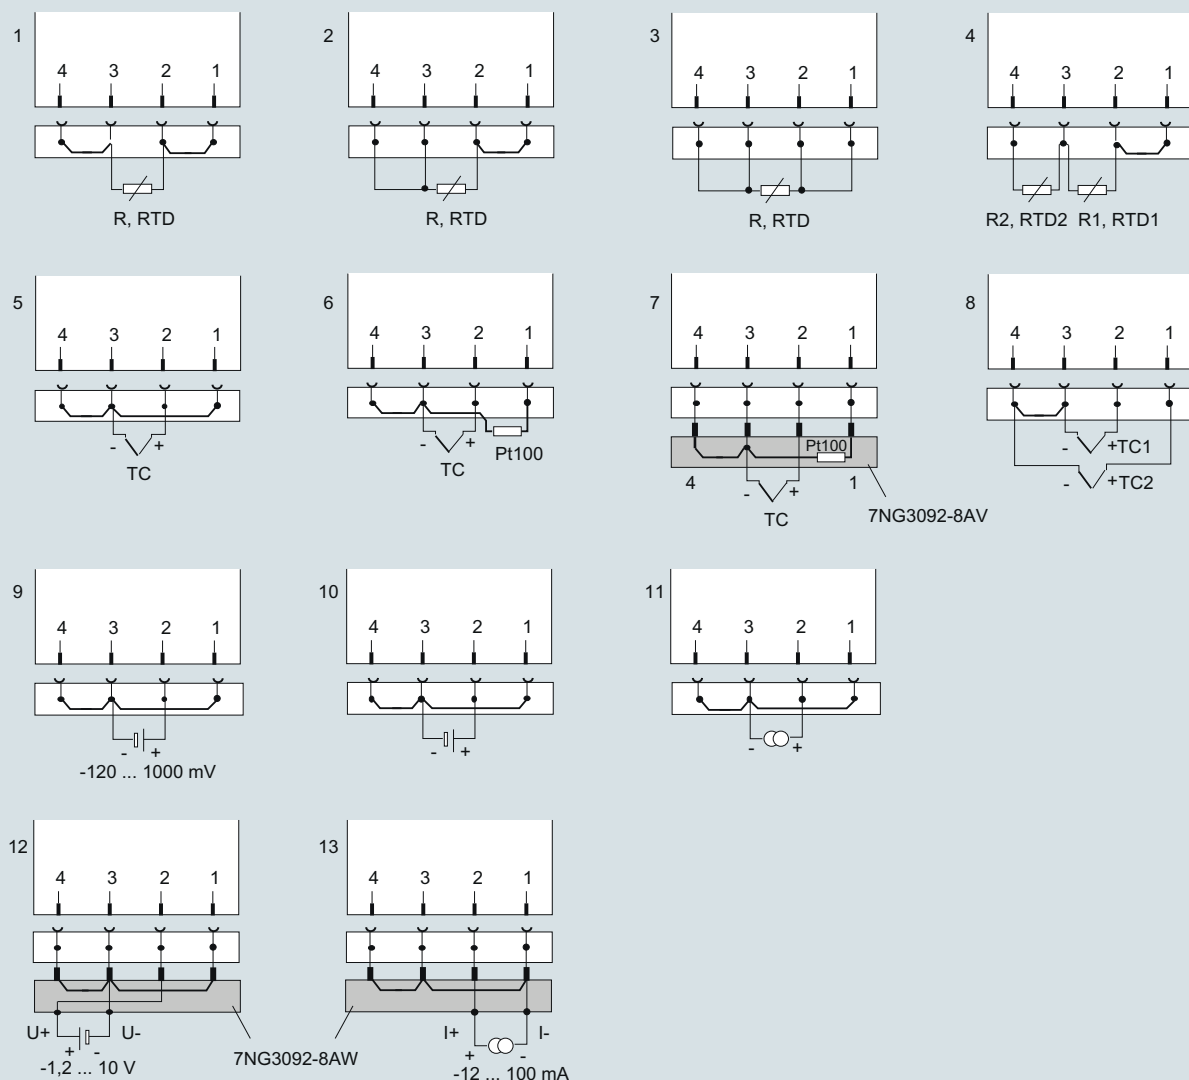 1 2 3 4
4 3 2 1 4 3 2 1 4 3 2 1 4 3 2 1
R, RTD R, RTD R, RTD R2, RTD2 R1, RTD1
5 6 7 8
4 3 2 1 4 3 2 1 4 3 2 1 4 3 2 1
- + - + Pt100 Pt100 - +TC1
TC TC 4 - + 1 - +TC2
TC 7NG3092-8AV
9 10 11
4 3 2 1 4 3 2 1 4 3 2 1
- + - + - +
-120 ... 1000 mV
12 13
4 3 2 1 4 3 2 1
U+ U- I+ I-
+ - 7NG3092-8AW + -
-1,2 ... 10 V -12 ... 100 mA